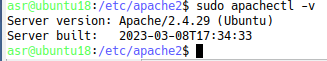 asr@ubuntu18:/etc/apache2$ sudo apachectl -v
Server version: Apache/2.4.29 (Ubuntu)
Server built:   2023-03-08T17:34:33
asr@ubuntu18:/etc/apache2$